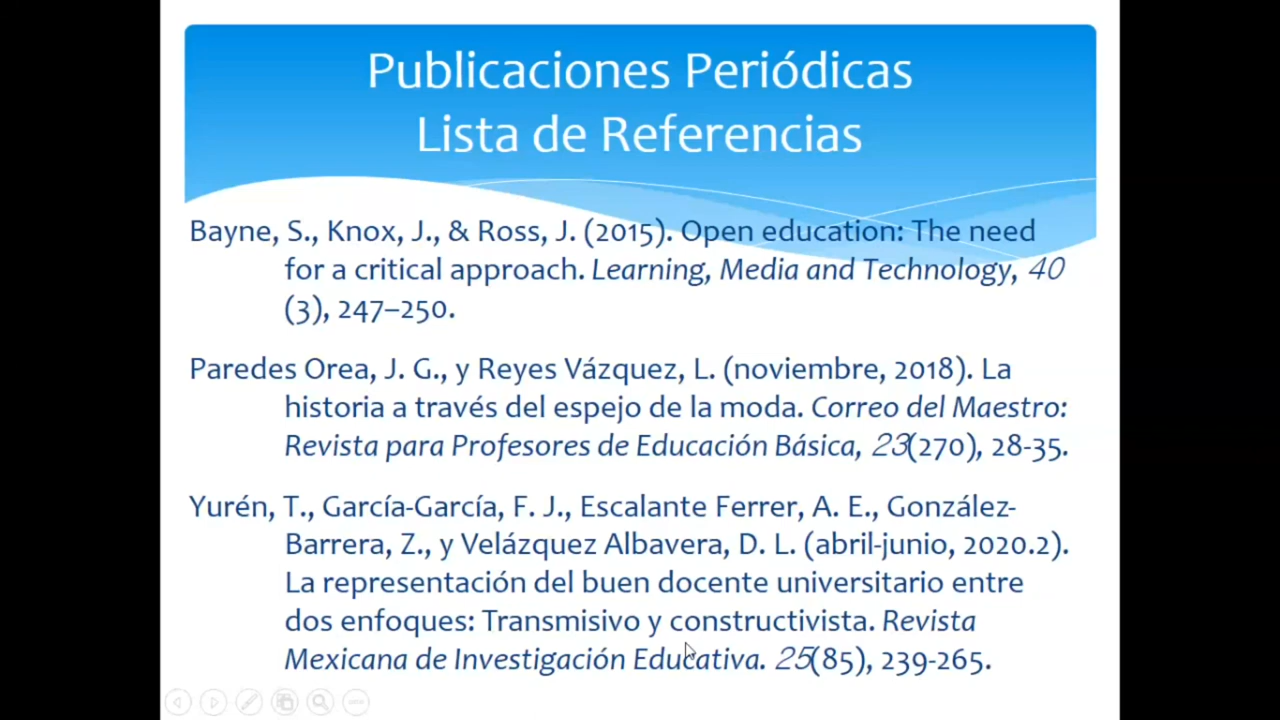 Publicaciones Periódicas
Lista de Referencias
Bayne, S., Knox, J., & Ross, J. (2015). Open education: The need
for a critical approach. Learning, Media and Technology, 40
(3), 247–250.
Paredes Orea, J. G., y Reyes Vázquez, L. (noviembre, 2018). La
historia a través del espejo de la moda. Correo del Maestro:
Revista para Profesores de Educación Básica, 23(270), 28-35.
Yurén, T., García-García, F. J., Escalante Ferrer, A. E., González-
Barrera, Z., y Velázquez Albavera, D. L. (abril-junio, 2020.2).
La representación del buen docente universitario entre
dos enfoques: Transmisivo y constructivista. Revista
Mexicana de Investigación Educativa. 25(85), 239-265.